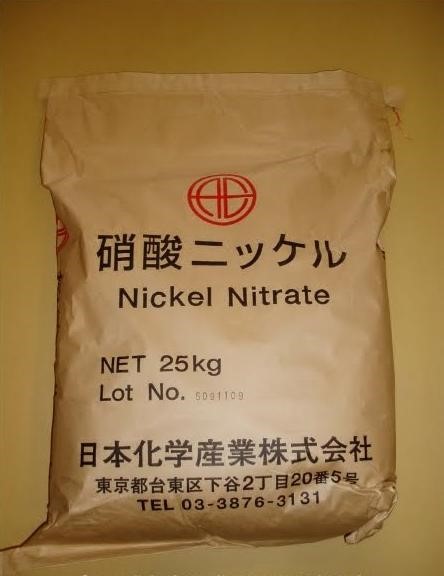 硝酸ニッケル
Nickel Nitrate
NET 25kg
Lot No. 5091109
日本化学産業株式会社
東京都台東区下谷2丁目20番5号
TEL 03-3876-3131